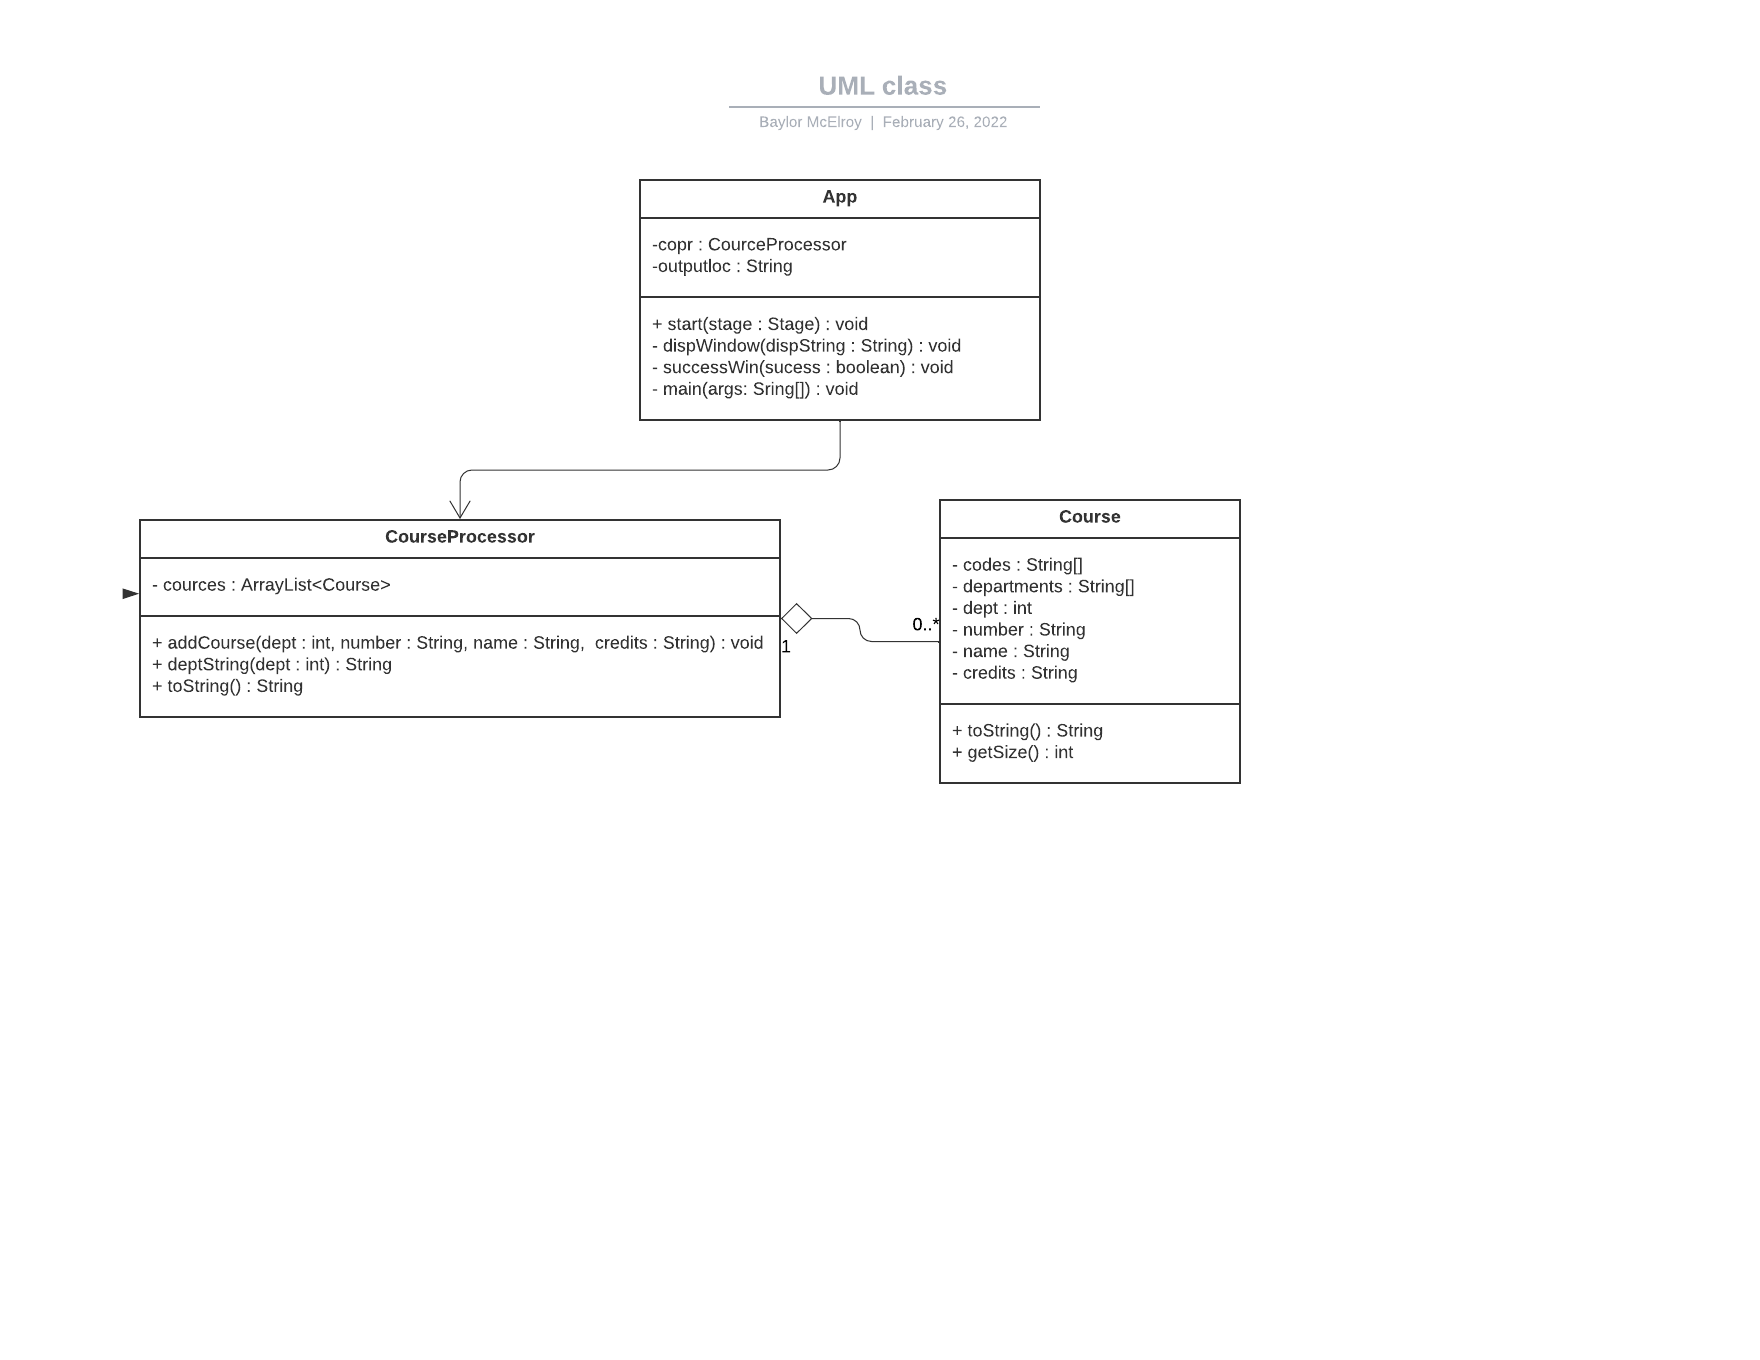 UML class
Baylor McElroy | February 26, 2022
App
-copr : CourceProcessor
-outputloc : String
+ start(stage : Stage) : void
- dispWindow(dispString : String) : void
- successWin(sucess : boolean) : void
- main(args: Sring[]) : void
CourseProcessor
- cources : ArrayList<Course>
+ addCourse(dept : int, number : String, name : String,  credits : String) : void
+ deptString(dept : int) : String
+ toString() : String
1
0..*
Course
- codes : String[]
- departments : String[]
- dept : int
- number : String
- name : String
- credits : String
+ toString() : String
+ getSize() : int